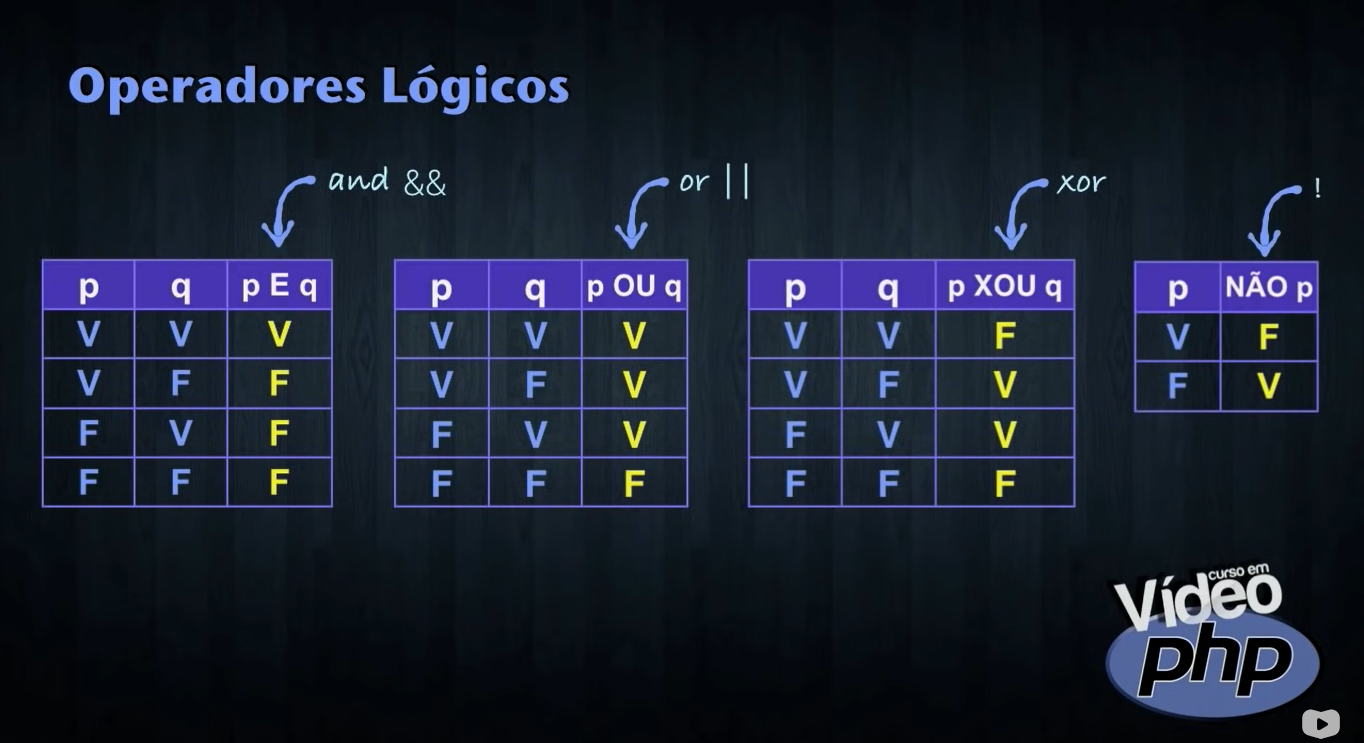 Operadores Lógicos
and && or || xor !
p q p E q p q p OU q p q p XOU q p NÃO p
V V V V V V V V F V F
V F F V F V V F V F V
F V F F V V F V V
F F F F F F F F F
curso em
Vídeo
php